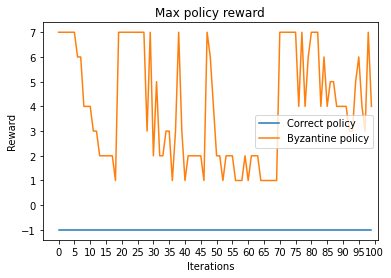 Max policy reward
7
6
5
4
3
2
1
0
−1
Reward
Correct policy
Byzantine policy
0 5 10 15 20 25 30 35 40 45 50 55 60 65 70 75 80 85 90 95 100
Iterations